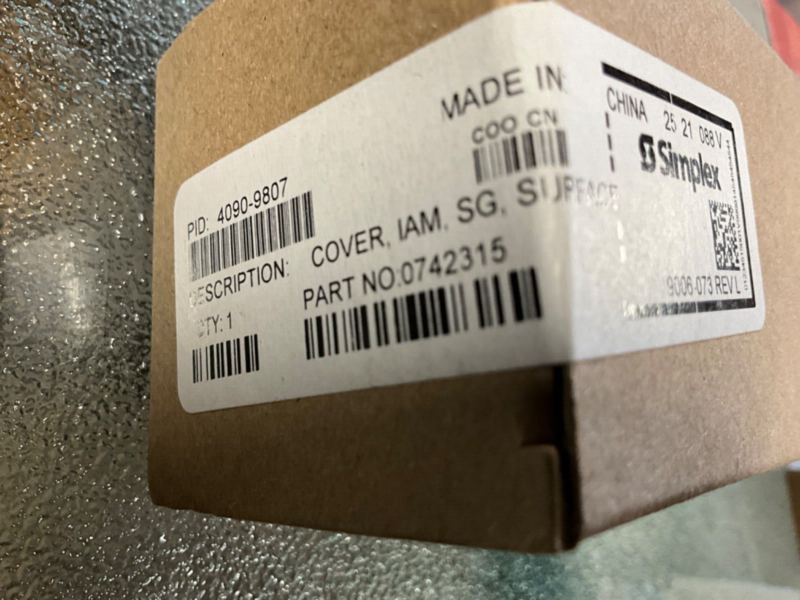 MADE IN:
CHINA 25 21 088 V
COO CN
Simplex
PID: 4090-9807
DESCRIPTION: COVER, IAM, SG, SURFACE
PART NO:0742315
QTY: 1
9006-073 REV L